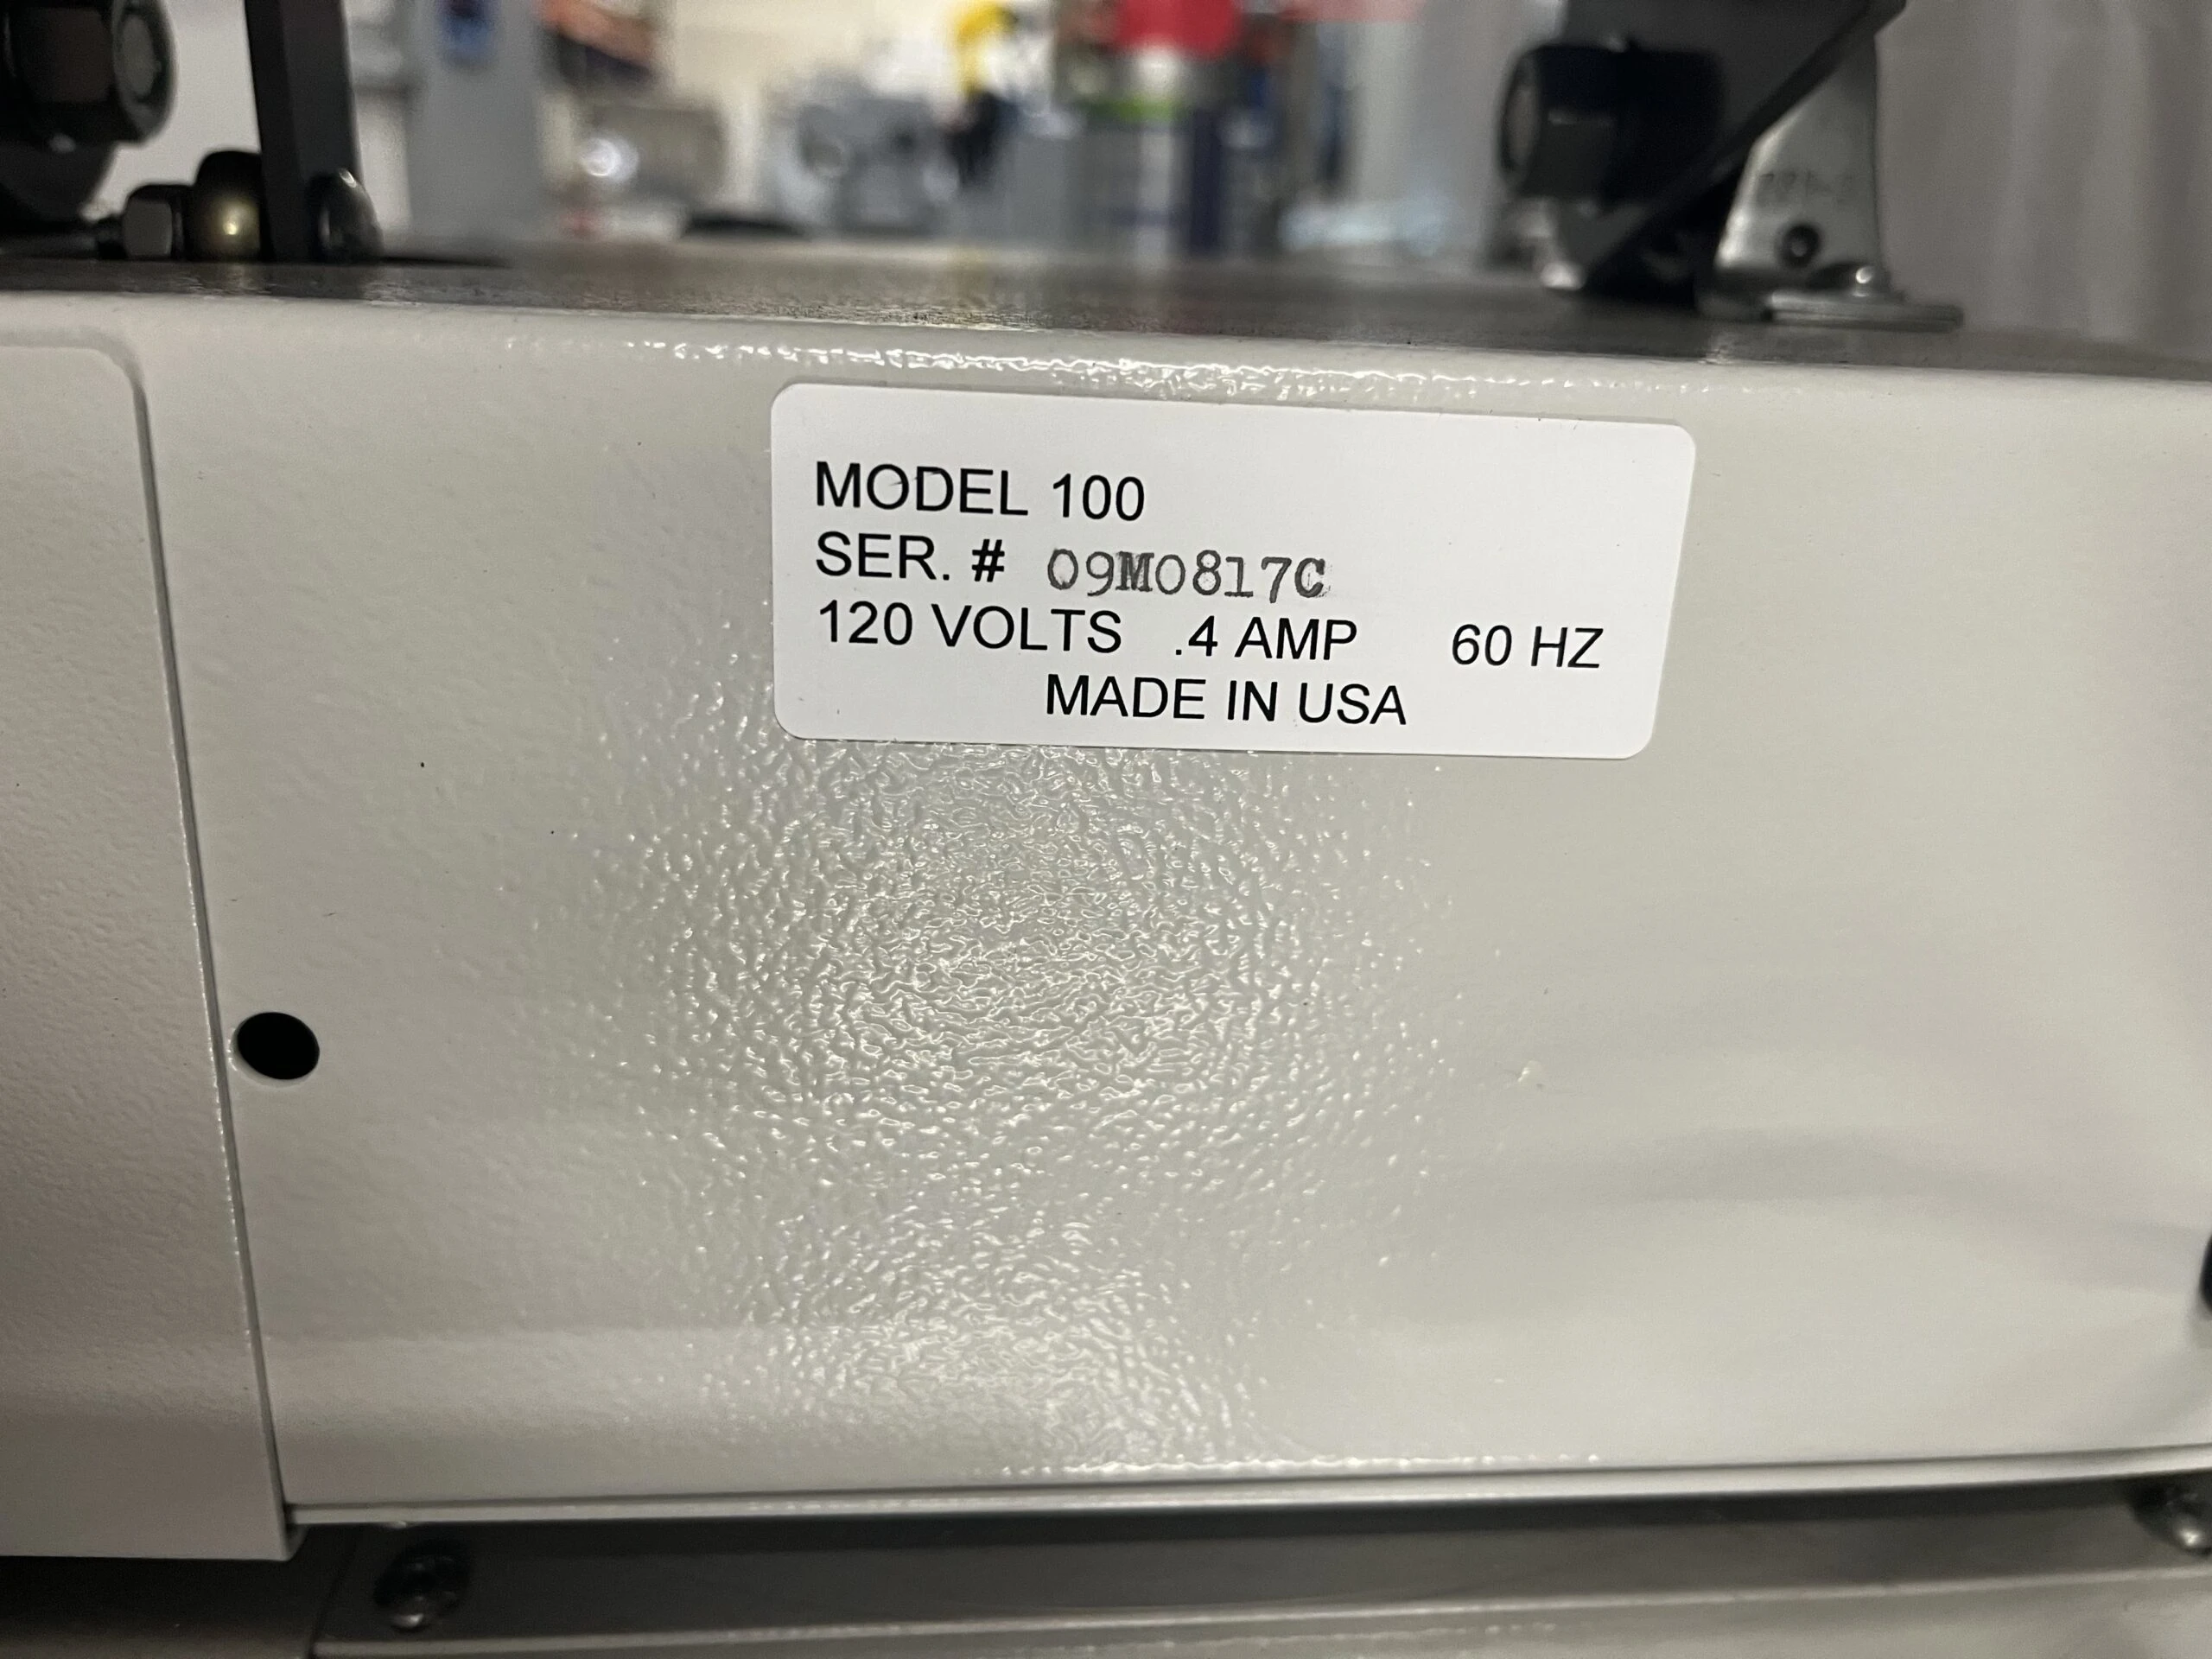 MODEL 100
SER. # 09M0817C
120 VOLTS .4 AMP 60 HZ
MADE IN USA